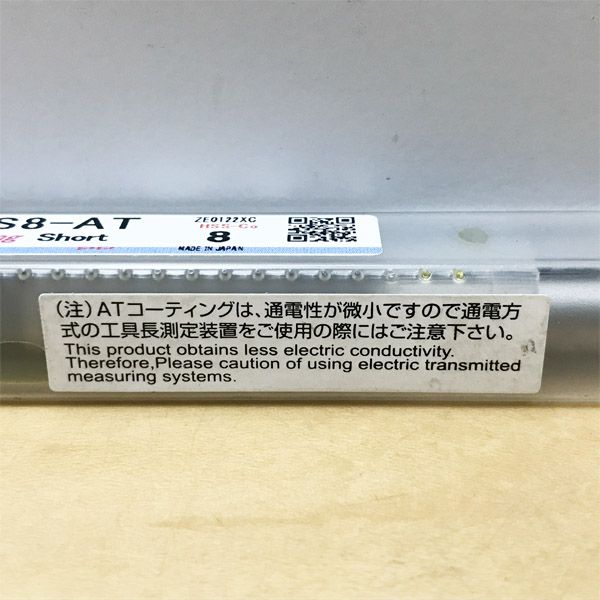 S8-AT
ZE0122XC
HSS-Co
Short
8
MADE IN JAPAN
(注)ATコーティングは、通電性が微小ですので通電方
式の工具長測定装置をご使用の際にはご注意下さい。
This product obtains less electric conductivity.
Therefore,Please caution of using electric transmitted
measuring systems.